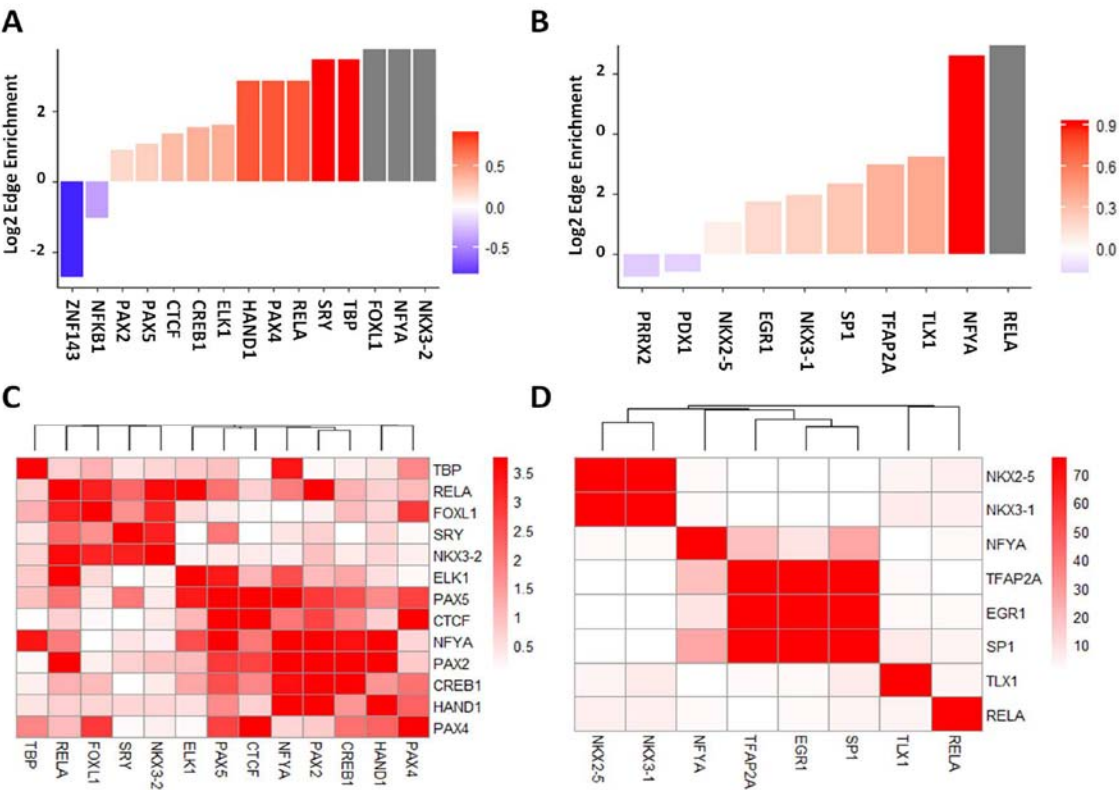 A
Log2 Edge Enrichment
2
0
-2
0.5
0.0
-0.5
ZNF143
NFKB1
PAX2
PAX5
CTCF
CREB1
ELK1
HAND1
PAX4
RELA
SRY
TBP
FOXL1
NFYA
NKX3-2
B
Log2 Edge Enrichment
2
0
2
0
0.9
0.6
0.3
0.0
PRRX2
PDX1
NKX2-5
EGR1
NKX3-1
SP1
TFAP2A
TLX1
NFYA
RELA
C
TBP
RELA
FOXL1
SRY
NKX3-2
ELK1
PAX5
CTCF
NFYA
PAX2
CREB1
HAND1
PAX4
3.5
3
2.5
2
1.5
1
0.5
TBP
RELA
FOXL1
SRY
NKX3-2
ELK1
PAX5
CTCF
NFYA
PAX2
CREB1
HAND1
PAX4
D
NKX2-5
NKX3-1
NFYA
TFAP2A
EGR1
SP1
TLX1
RELA
70
60
50
40
30
20
10
NKX2-5
NKX3-1
NFYA
TFAP2A
EGR1
SP1
TLX1
RELA